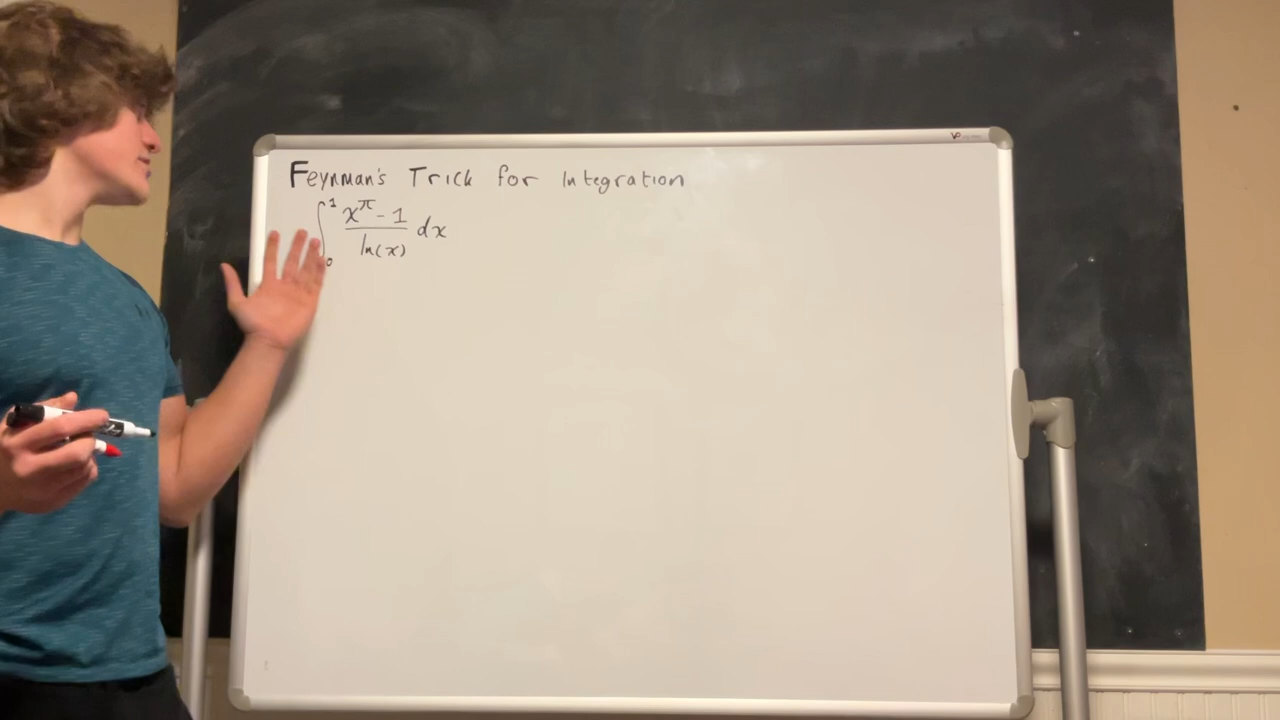 Feynman's Trick for Integration
∫₀¹ (x^π - 1)/ln(x) dx